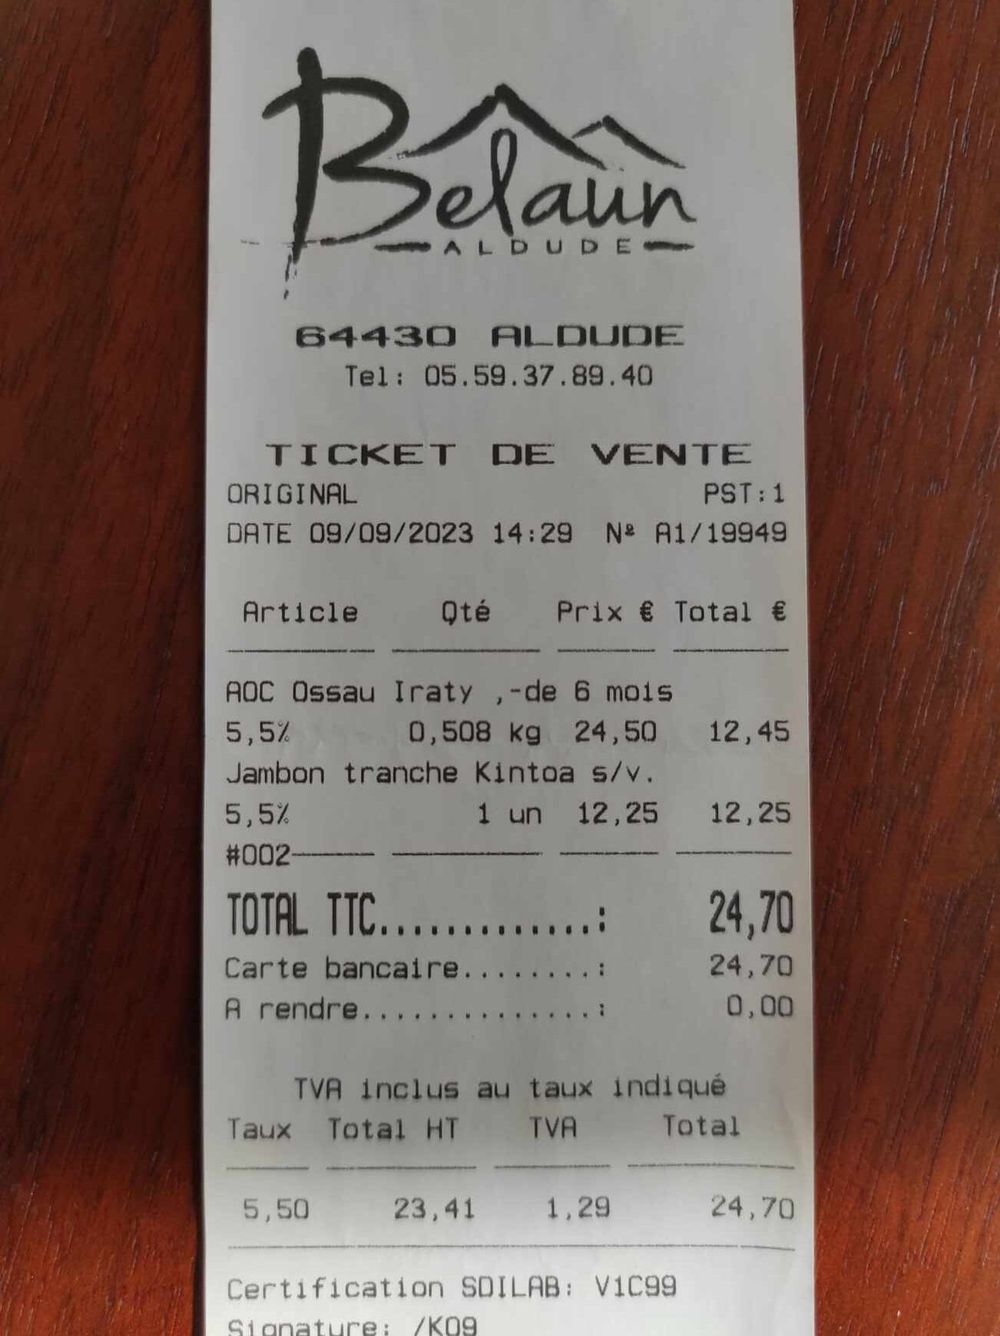 Belaun
ALDUDE
64430 ALDUDE
Tel: 05.59.37.89.40
TICKET DE VENTE
ORIGINAL PST:1
DATE 09/09/2023 14:29 Nº A1/19949
Article Qté Prix € Total €
AOC Ossau Iraty ,-de 6 mois
5,5% 0,508 kg 24,50 12,45
Jambon tranche Kintoa s/v.
5,5% 1 un 12,25 12,25
#002
TOTAL TTC.............: 24,70
Carte bancaire........: 24,70
A rendre..............: 0,00
TVA inclus au taux indiqué
Taux Total HT TVA Total
5,50 23,41 1,29 24,70
Certification SDILAB: V1C99
Signature: /K09